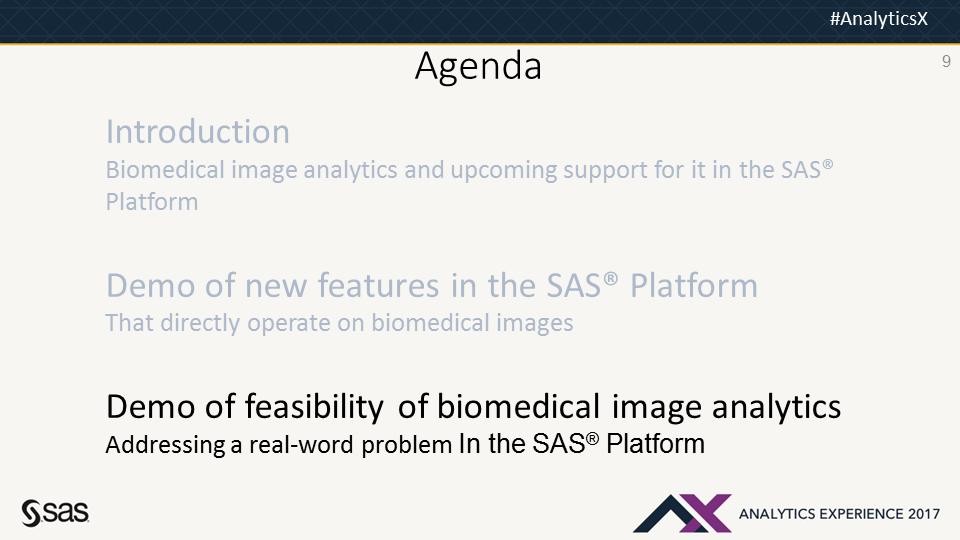 #AnalyticsX
Agenda
9
Introduction
Biomedical image analytics and upcoming support for it in the SAS®
Platform
Demo of new features in the SAS® Platform
That directly operate on biomedical images
Demo of feasibility of biomedical image analytics
Addressing a real-word problem In the SAS® Platform
sas
ANALYTICS EXPERIENCE 2017